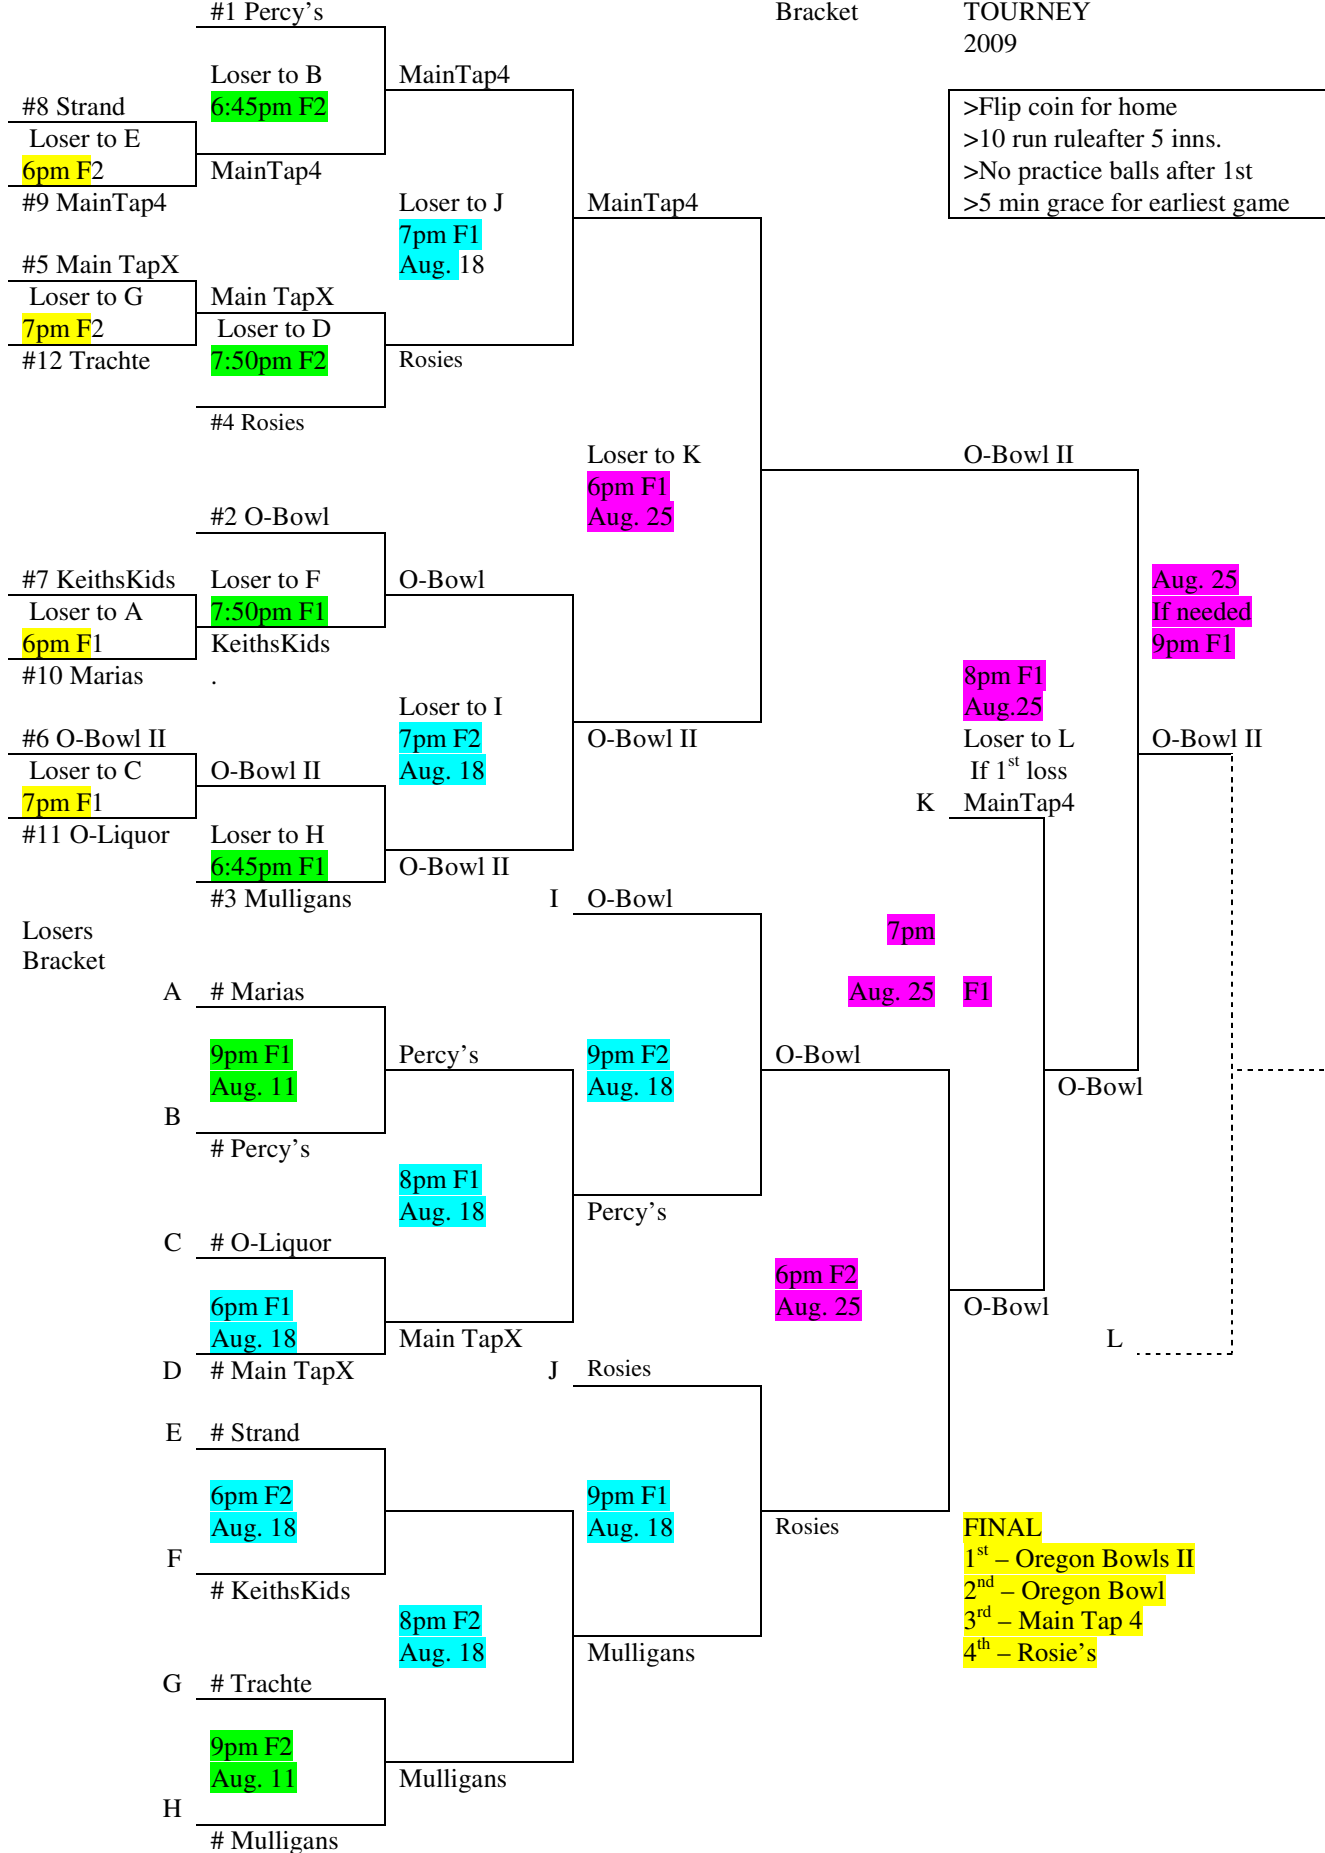 #1 Percy's
Bracket
TOURNEY
2009
Loser to B
MainTap4
#8 Strand
6:45pm F2
>Flip coin for home
Loser to E
>10 run ruleafter 5 inns.
6pm F2
MainTap4
>No practice balls after 1st
#9 MainTap4
Loser to J
MainTap4
>5 min grace for earliest game
7pm F1
#5 Main TapX
Aug. 18
Loser to G
Main TapX
7pm F2
Loser to D
#12 Trachte
7:50pm F2
Rosies
#4 Rosies
Loser to K
O-Bowl II
6pm F1
#2 O-Bowl
Aug. 25
#7 KeithsKids
Loser to F
O-Bowl
Aug. 25
Loser to A
7:50pm F1
If needed
6pm F1
KeithsKids
9pm F1
#10 Marias
.
8pm F1
Loser to I
Aug.25
#6 O-Bowl II
7pm F2
O-Bowl II
Loser to L
O-Bowl II
Loser to C
O-Bowl II
Aug. 18
If 1st loss
7pm F1
K
MainTap4
#11 O-Liquor
Loser to H
6:45pm F1
O-Bowl II
#3 Mulligans
I
O-Bowl
Losers
7pm
Bracket
A
# Marias
Aug. 25
F1
9pm F1
Percy's
9pm F2
O-Bowl
Aug. 11
Aug. 18
O-Bowl
B
# Percy's
8pm F1
Aug. 18
Percy's
C
# O-Liquor
6pm F2
6pm F1
Aug. 25
O-Bowl
Aug. 18
Main TapX
L
D
# Main TapX
J
Rosies
E
# Strand
6pm F2
9pm F1
Aug. 18
Aug. 18
Rosies
FINAL
F
1st – Oregon Bowls II
# KeithsKids
2nd – Oregon Bowl
8pm F2
3rd – Main Tap 4
Aug. 18
Mulligans
4th – Rosie's
G
# Trachte
9pm F2
Aug. 11
Mulligans
H
# Mulligans